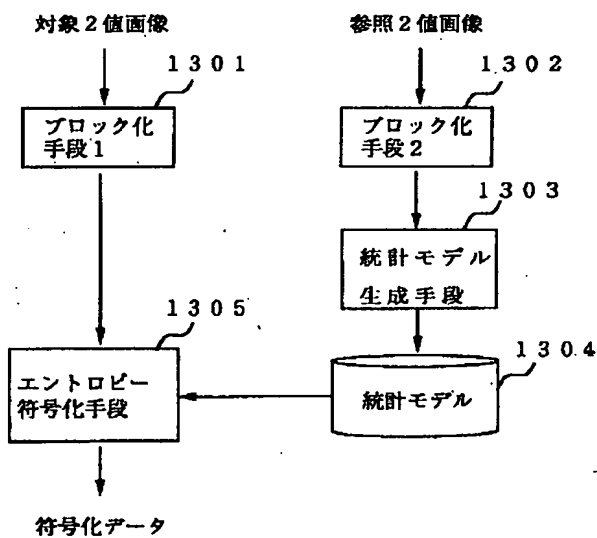 対象2値画像
参照2値画像
1301
1302
ブロック化
手段1
ブロック化
手段2
1303
統計モデル
生成手段
1305
1304
エントロピー
符号化手段
統計モデル
符号化データ